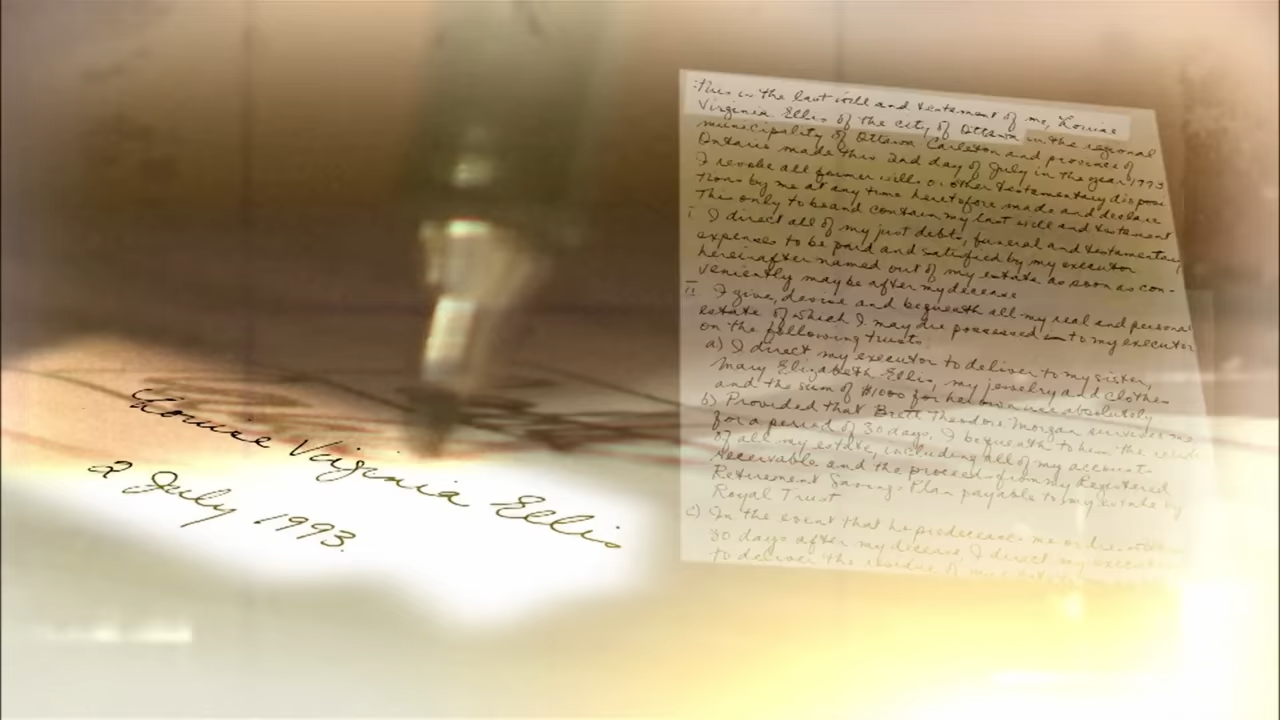 Louise Virginia Ellis
2 July 1993.
This is the last will and testament of me, Louise
Virginia Ellis of the city of Ottawa in the regional
municipality of Ottawa Carleton and province of
Ontario made this 2nd day of July in the year 1993
I revoke all former wills or other testamentary disposi
tions by me at any time heretofore made and declare
This only to be and contain my last will and testament
i I direct all of my just debts, funeral and testamentary
expenses to be paid and satisfied by my executor
hereinafter named out of my estate as soon as con-
veniently may be after my decease
ii I give, devise and bequeath all my real and personal
estate of which I may die possessed to my executor
on the following trusts
a) I direct my executor to deliver to my sister,
Mary Elizabeth Ellis, my jewelry and clothes
and the sum of $1000 for her own use absolutely
b) Provided that Brett Theodore Morgan survives me
for a period of 30 days, I bequeath to him the
of all my estate, including all of my accounts
receivable and the proceeds from my Registered
Retirement Savings Plan payable to my estate by
Royal Trust
c) In the event that he predeceases me or dies
30 days after my decease, I direct my executor
to deliver the residue of my estate